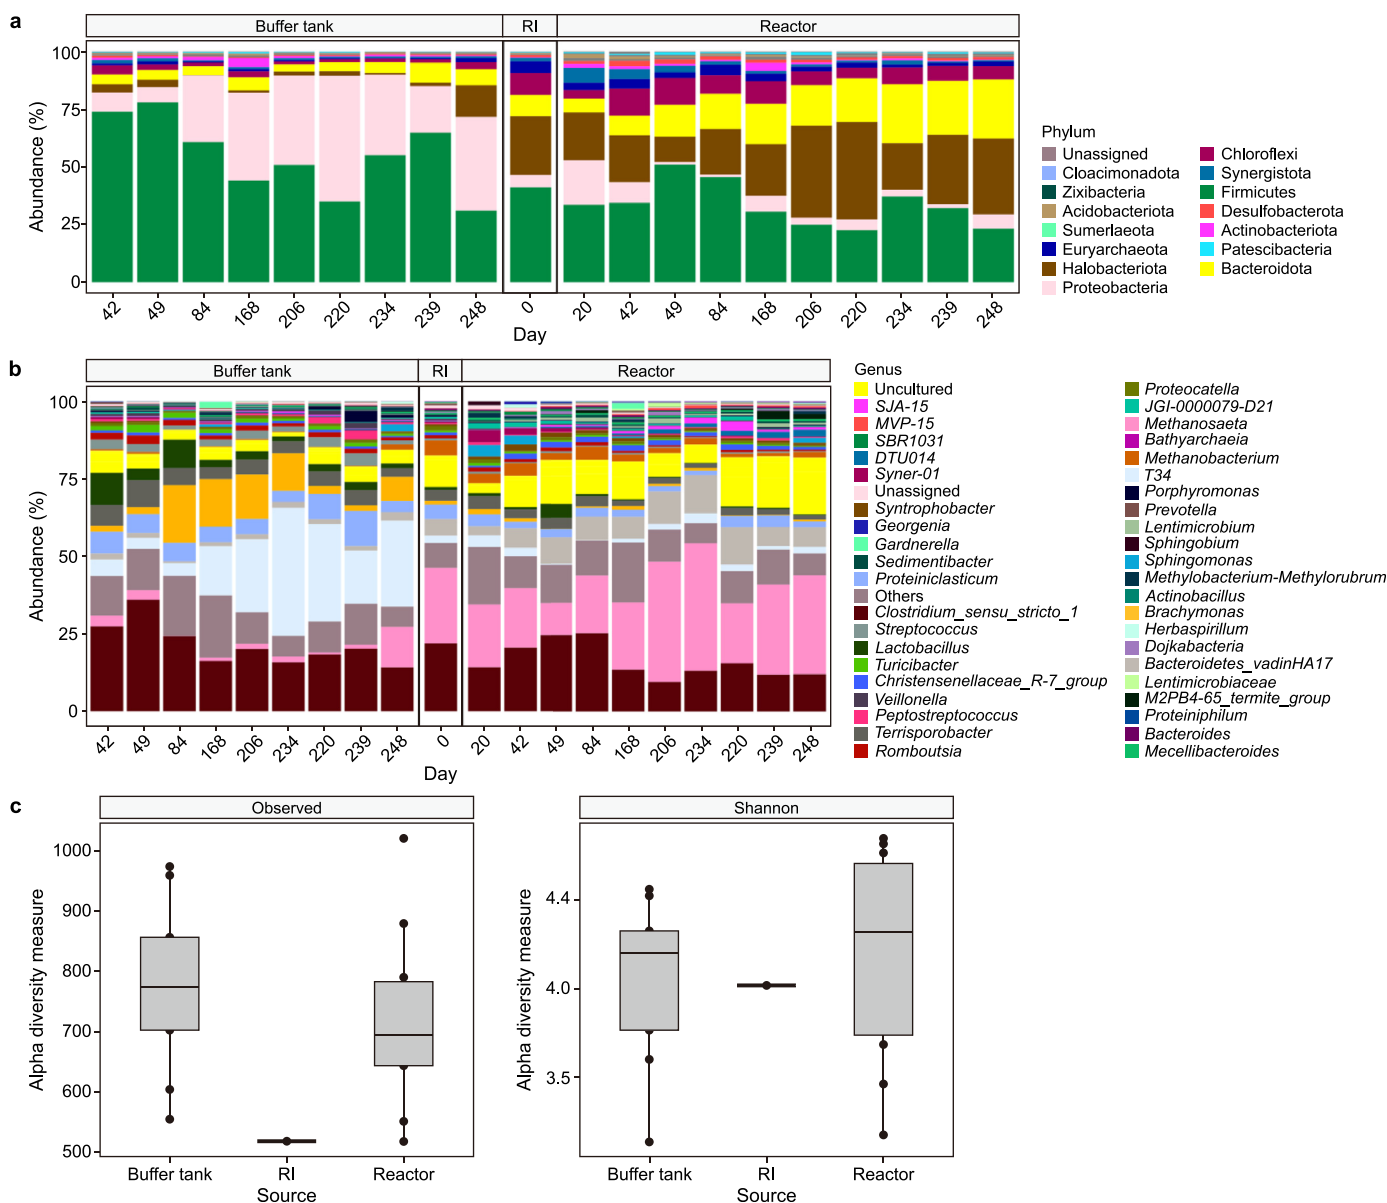 a
Buffer tank
RI
Reactor
100
75
50
25
0
Abundance (%)
42 49 84 168 206 220 234 239 248 0 20 42 49 84 168 206 220 234 239 248
Day
Phylum
Unassigned
Cloacimonadota
Zixibacteria
Acidobacteriota
Sumerlaeota
Euryarchaeota
Halobacteriota
Proteobacteria
Chloroflexi
Synergistota
Firmicutes
Desulfobacterota
Actinobacteriota
Patescibacteria
Bacteroidota
b
Buffer tank
RI
Reactor
100
75
50
25
0
Abundance (%)
42 49 84 168 206 234 220 239 248 0 20 42 49 84 168 206 234 220 239 248
Day
Genus
Uncultured
SJA-15
MVP-15
SBR1031
DTU014
Syner-01
Unassigned
Syntrophobacter
Georgenia
Gardnerella
Sedimentibacter
Proteiniclasticum
Others
Clostridium_sensu_stricto_1
Streptococcus
Lactobacillus
Turicibacter
Christensenellaceae_R-7_group
Veillonella
Peptostreptococcus
Terrisporobacter
Romboutsia
Proteocatella
JGI-0000079-D21
Methanosaeta
Bathyarchaeia
Methanobacterium
T34
Porphyromonas
Prevotella
Lentimicrobium
Sphingobium
Sphingomonas
Methylobacterium-Methylorubrum
Actinobacillus
Brachymonas
Herbaspirillum
Dojkabacteria
Bacteroidetes_vadinHA17
Lentimicrobiaceae
M2PB4-65_termite_group
Proteiniphilum
Bacteroides
Mecellibacteroides
c
Observed
1000
900
800
700
600
500
Alpha diversity measure
Buffer tank RI Reactor
Source
Shannon
4.4
4.0
3.5
Alpha diversity measure
Buffer tank RI Reactor
Source